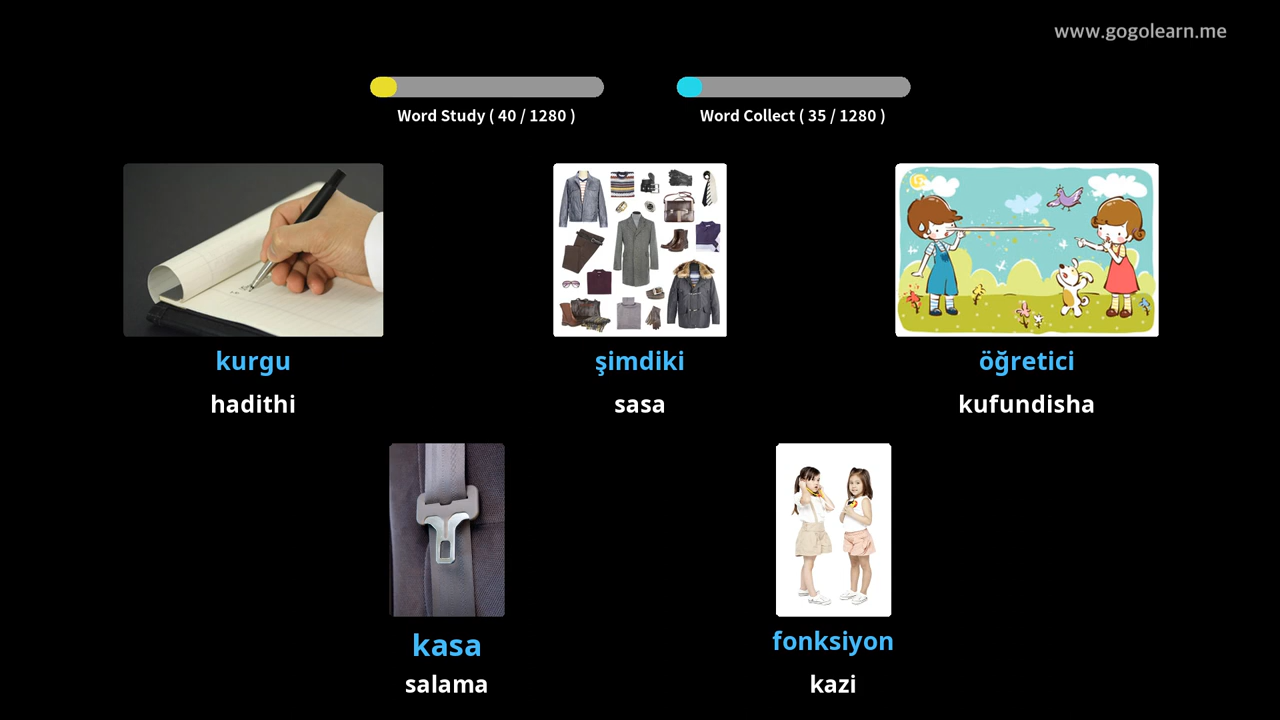 www.gogolearn.me
Word Study ( 40 / 1280 )
Word Collect ( 35 / 1280 )
kurgu
hadithi
şimdiki
sasa
öğretici
kufundisha
kasa
salama
fonksiyon
kazi